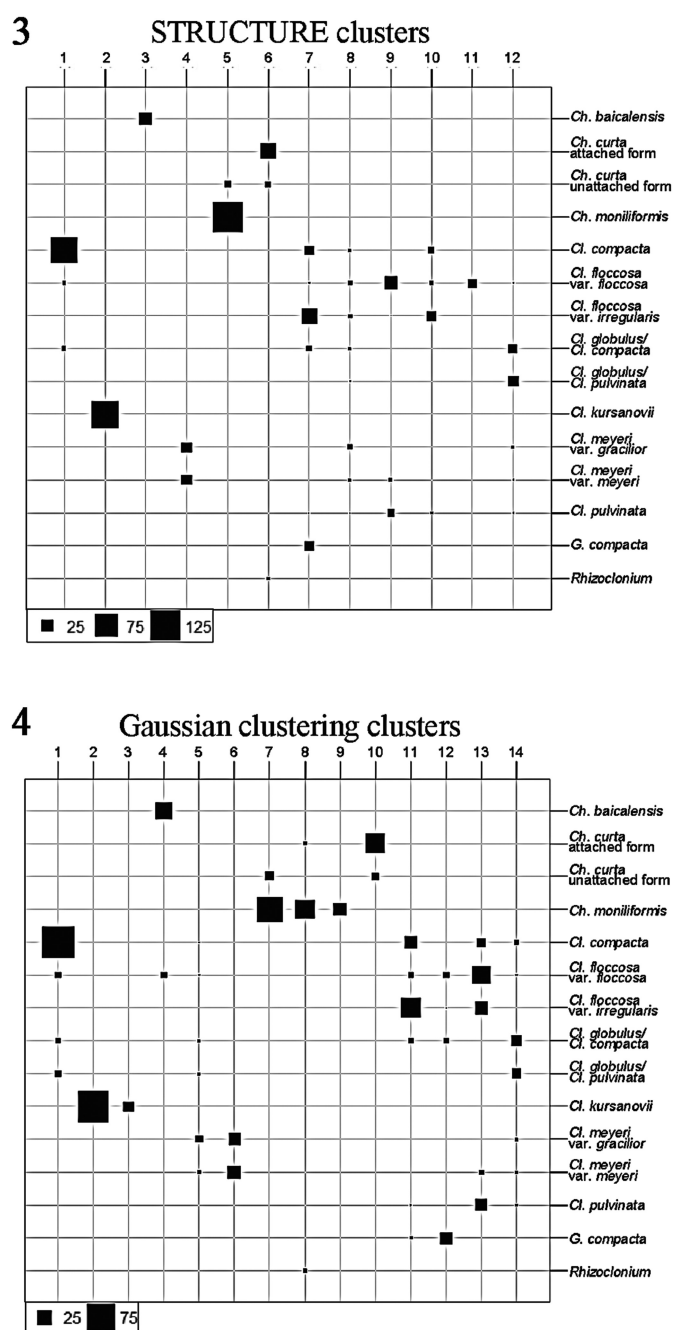 3
STRUCTURE clusters
1 2 3 4 5 6 7 8 9 10 11 12
Ch. baicalensis
Ch. curta
attached form
Ch. curta
unattached form
Ch. moniliformis
Cl. compacta
Cl. floccosa
var. floccosa
Cl. floccosa
var. irregularis
Cl. globulus/
Cl. compacta
Cl. globulus/
Cl. pulvinata
Cl. kursanovii
Cl. meyeri
var. gracilior
Cl. meyeri
var. meyeri
Cl. pulvinata
G. compacta
Rhizoclonium
25 75 125
4
Gaussian clustering clusters
1 2 3 4 5 6 7 8 9 10 11 12 13 14
Ch. baicalensis
Ch. curta
attached form
Ch. curta
unattached form
Ch. moniliformis
Cl. compacta
Cl. floccosa
var. floccosa
Cl. floccosa
var. irregularis
Cl. globulus/
Cl. compacta
Cl. globulus/
Cl. pulvinata
Cl. kursanovii
Cl. meyeri
var. gracilior
Cl. meyeri
var. meyeri
Cl. pulvinata
G. compacta
Rhizoclonium
25 75